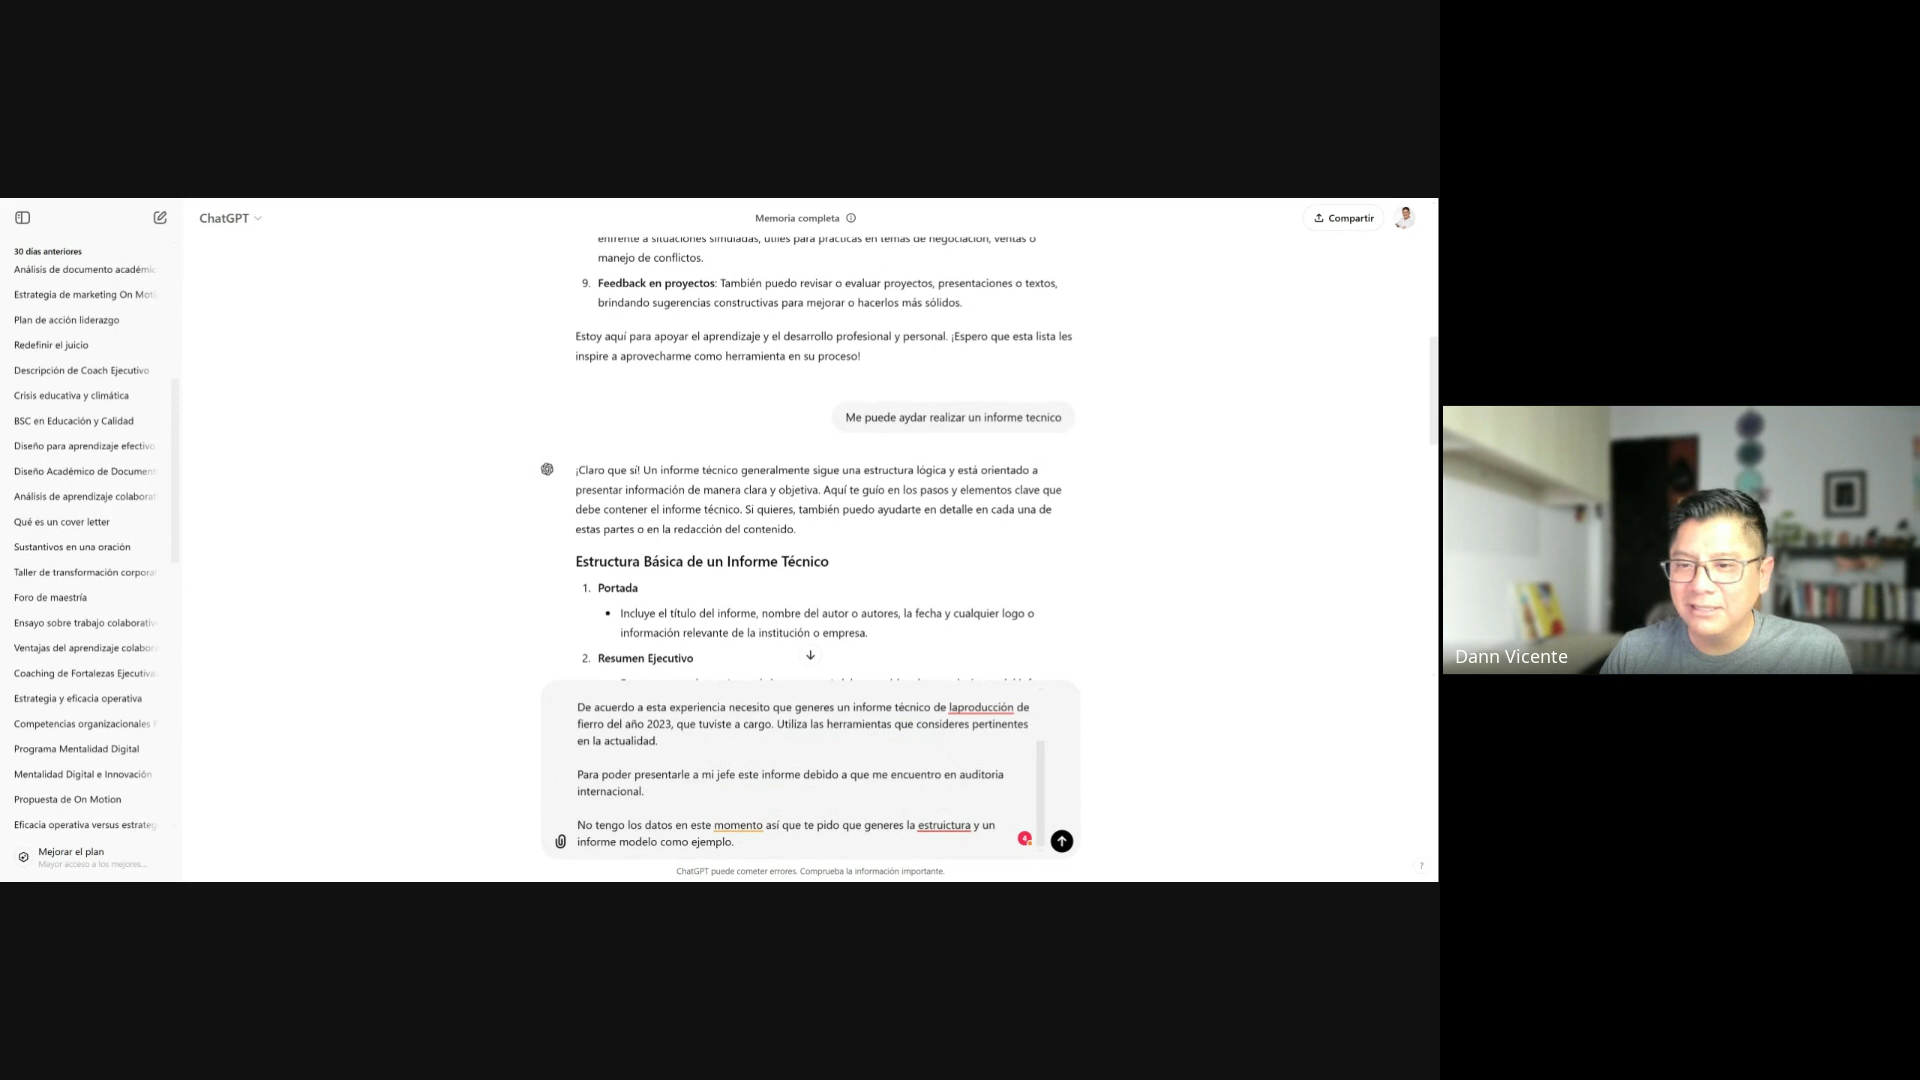 ChatGPT
Memoria completa
Compartir
30 días anteriores
Análisis de documento académic
Estrategia de marketing On Moti
Plan de acción liderazgo
Redefinir el juicio
Descripción de Coach Ejecutivo
Crisis educativa y climática
BSC en Educación y Calidad
Diseño para aprendizaje efectivo
Diseño Académico de Document
Análisis de aprendizaje colaborat
Qué es un cover letter
Sustantivos en una oración
Taller de transformación corpora
Foro de maestría
Ensayo sobre trabajo colaborativ
Ventajas del aprendizaje colabor
Coaching de Fortalezas Ejecutiva
Estrategia y eficacia operativa
Competencias organizacionales
Programa Mentalidad Digital
Mentalidad Digital e Innovación
Propuesta de On Motion
Eficacia operativa versus estrateg
Mejorar el plan
Mayor acceso a los mejores...
enfrente a situaciones simuladas, útiles para prácticas en temas de negociación, ventas o
manejo de conflictos.
9. Feedback en proyectos: También puedo revisar o evaluar proyectos, presentaciones o textos,
brindando sugerencias constructivas para mejorar o hacerlos más sólidos.
Estoy aquí para apoyar el aprendizaje y el desarrollo profesional y personal. ¡Espero que esta lista les
inspire a aprovecharme como herramienta en su proceso!
Me puede aydar realizar un informe tecnico
¡Claro que sí! Un informe técnico generalmente sigue una estructura lógica y está orientado a
presentar información de manera clara y objetiva. Aquí te guío en los pasos y elementos clave que
debe contener el informe técnico. Si quieres, también puedo ayudarte en detalle en cada una de
estas partes o en la redacción del contenido.
Estructura Básica de un Informe Técnico
1. Portada
• Incluye el título del informe, nombre del autor o autores, la fecha y cualquier logo o
información relevante de la institución o empresa.
2. Resumen Ejecutivo
De acuerdo a esta experiencia necesito que generes un informe técnico de laproducción de
fierro del año 2023, que tuviste a cargo. Utiliza las herramientas que consideres pertinentes
en la actualidad.
Para poder presentarle a mi jefe este informe debido a que me encuentro en auditoria
internacional.
No tengo los datos en este momento así que te pido que generes la estruictura y un
informe modelo como ejemplo.
4
ChatGPT puede cometer errores. Comprueba la información importante.
?
Dann Vicente